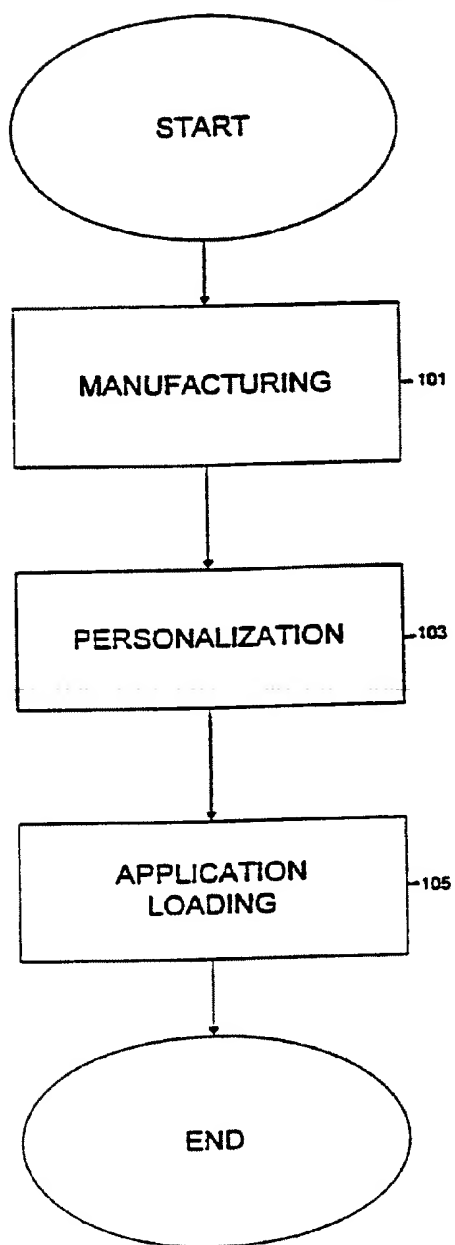 START
MANUFACTURING
101
PERSONALIZATION
103
APPLICATION
LOADING
105
END